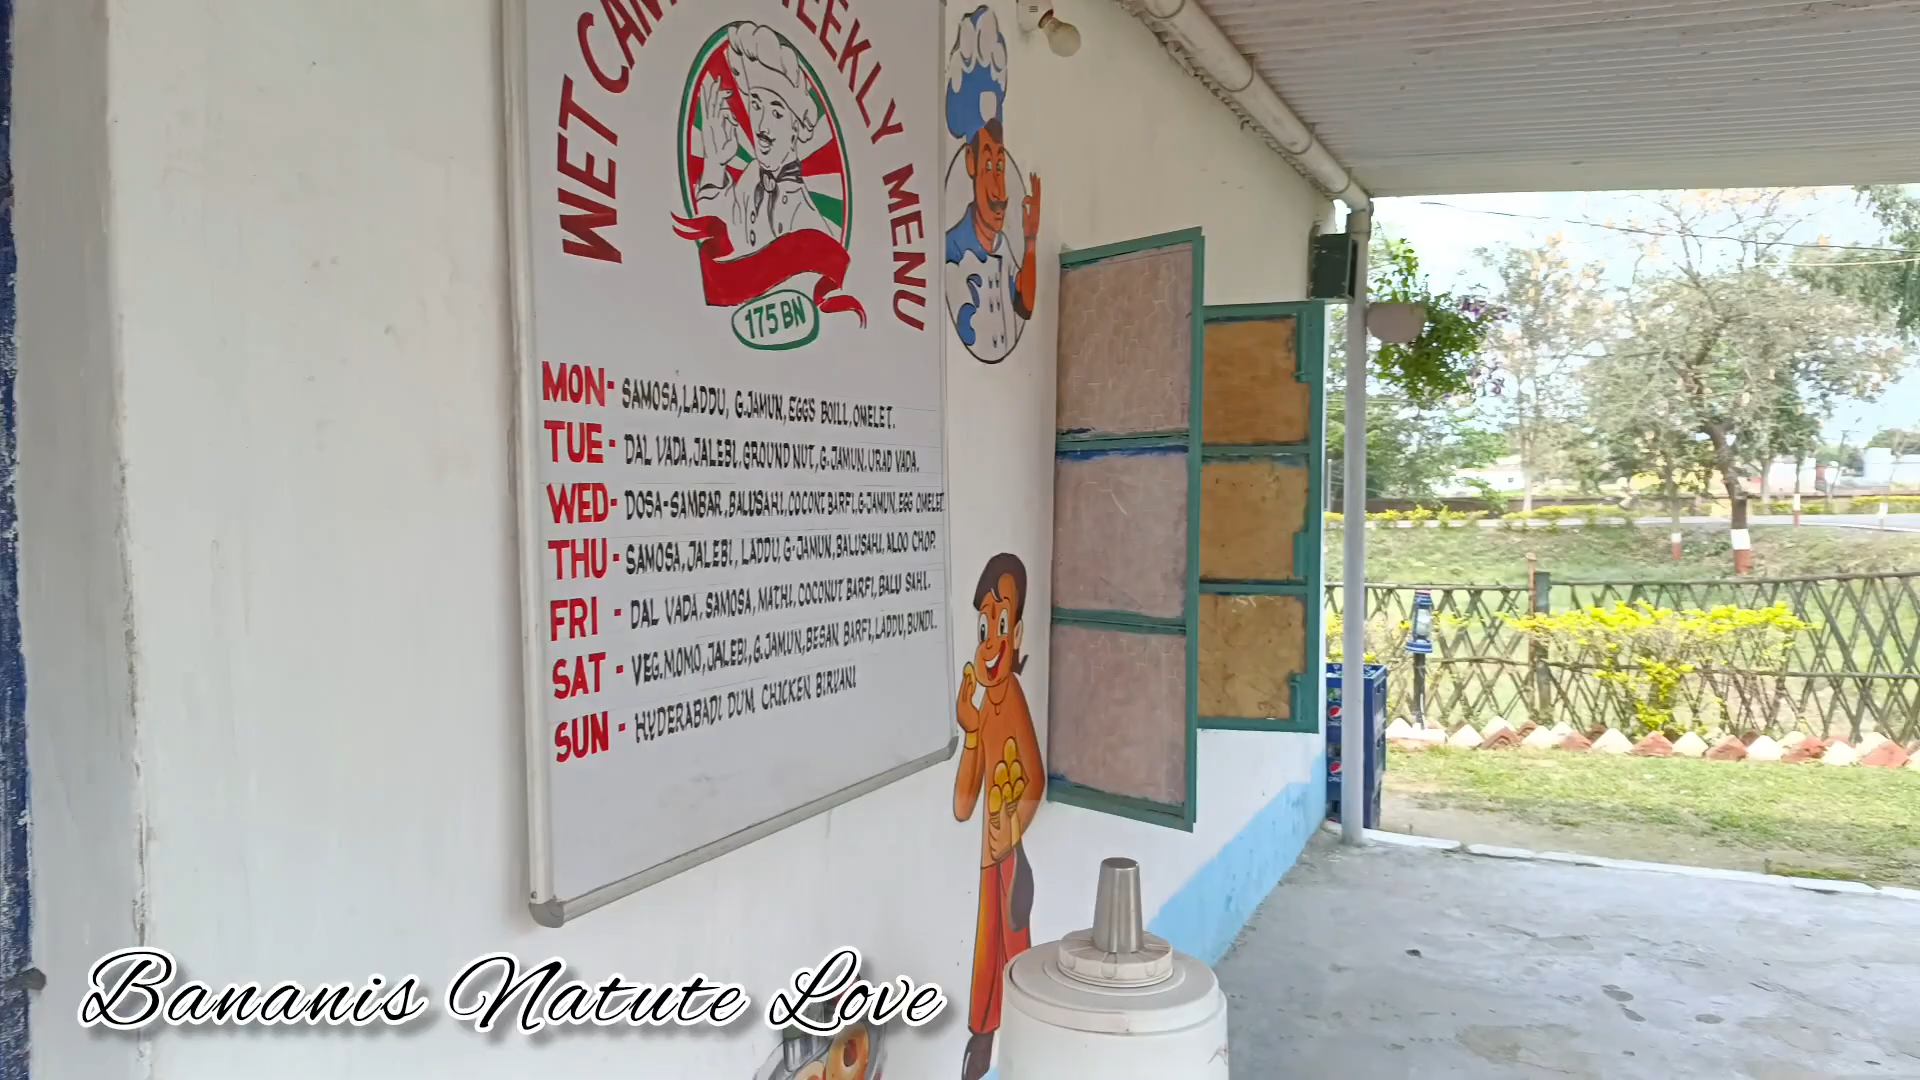 WET CAN WEEKLY MENU
175 BN
MON- SAMOSA,LADDU, G.JAMUN,EGGS BOILL,OMELET.
TUE- DAL VADA,JALEBI.GROUND NUT,G.JAMUN.URAD VADA.
WED- DOSA-SAMBAR,BALUSAHI,COCONT BARFI,G-JAMUN.EGG OMELET
THU- SAMOSA,JALEBI, LADDU,G-JAMUN,BALUSAHI,ALOO CHOP.
FRI - DAL VADA,SAMOSA,MATHI.COCONUT BARFI,BALU SAHI.
SAT - VEG.MOMO,JALEBI,G.JAMUN,BESAN BARFI,LADDU,BUNDI.
SUN - HYDERABADI DUM CHICKEN BIRYANI
Bananis Natute Love